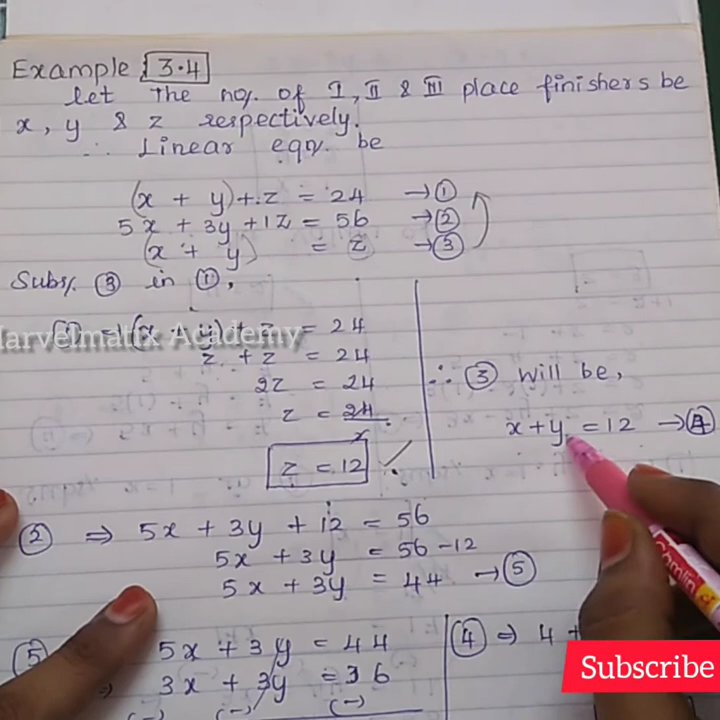 Example 3.4
Let The no/. of I, II & III place finishers be
x, y & z respectively.
∴ Linear eqn. be
(x + y) + z = 24 → ①
5x + 3y + 1z = 56 → ②
(x + y) = z → ③
Subs/. ③ in ①,
① ⇒ (x + y) + z = 24
Marvelmatix Academy
z + z = 24
2z = 24
z = 24/2
z = 12 ✓
∴ ③ will be,
x + y = 12 → ④
② ⇒ 5x + 3y + 12 = 56
5x + 3y = 56 - 12
5x + 3y = 44 → ⑤
⑤ 5x + 3y = 44
⇒ 3x + 3y = 36
(-) (-) (-)
④ ⇒ 4 +
Subscribe